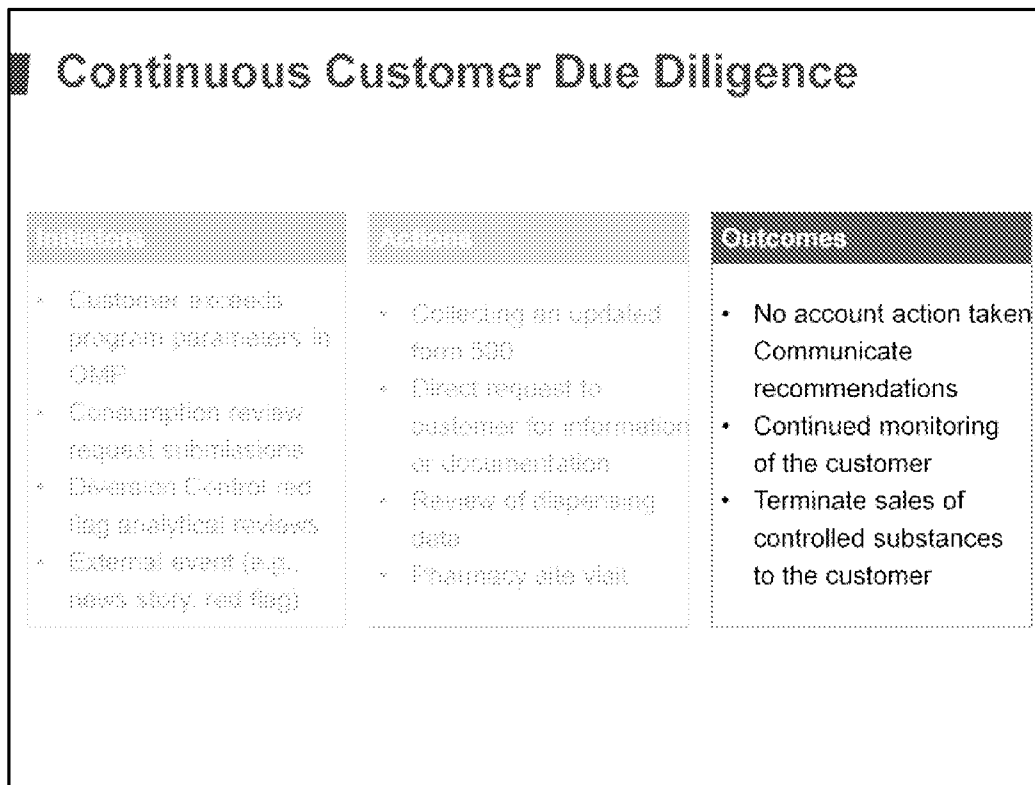 Continuous Customer Due Diligence
Initiators
• Customer exceeds
program parameters in
OMP
• Consumption review
request submissions
• Diversion Control red
flag analytical reviews
• External event (e.g.,
news story, red flag)
Actions
• Collecting an updated
form 590
• Direct request to
customer for information
or documentation
• Review of dispensing
data
• Pharmacy site visit
Outcomes
• No account action taken
Communicate
recommendations
• Continued monitoring
of the customer
• Terminate sales of
controlled substances
to the customer